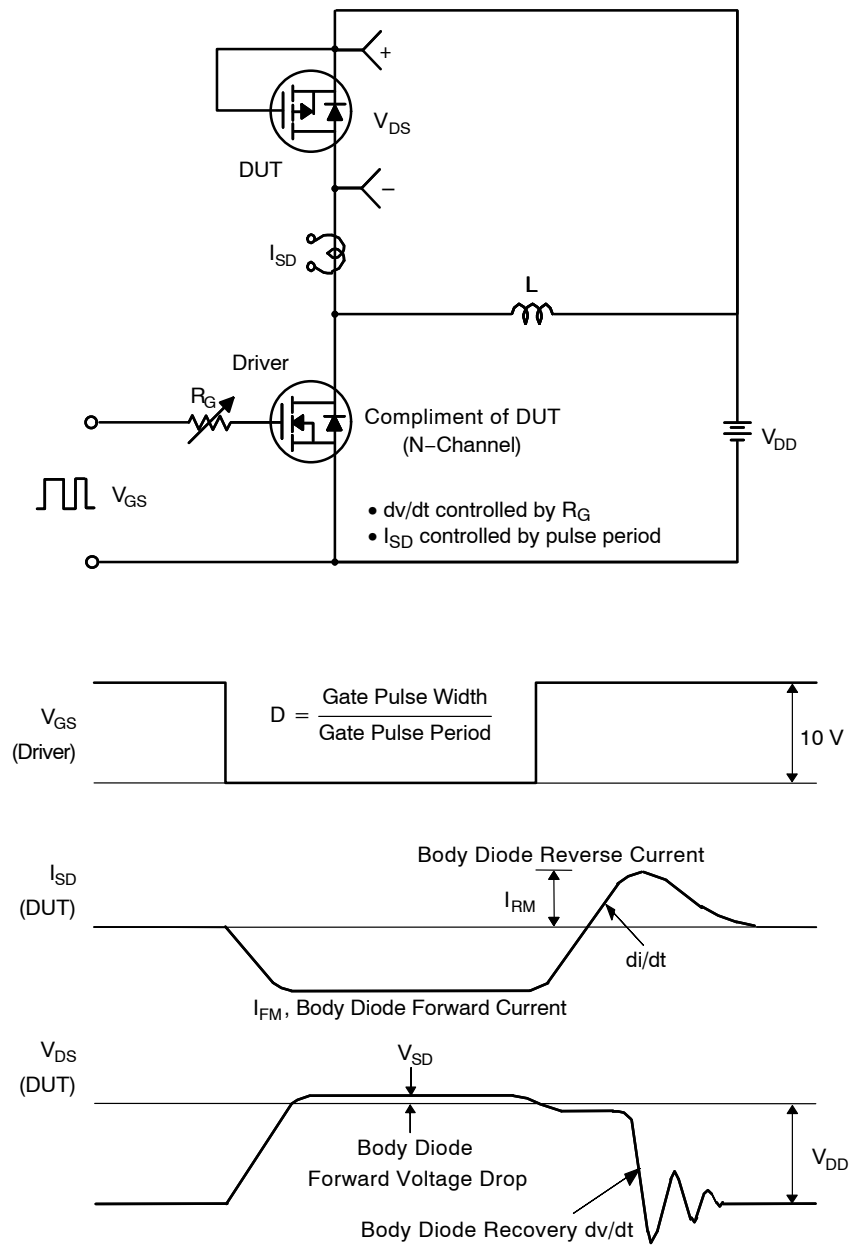 +
V_DS
DUT
−
I_SD
L
Driver
R_G
Compliment of DUT
(N−Channel)
V_DD
V_GS
• dv/dt controlled by R_G
• I_SD controlled by pulse period
V_GS
(Driver)
D = Gate Pulse Width
Gate Pulse Period
10 V
I_SD
(DUT)
Body Diode Reverse Current
I_RM
di/dt
I_FM, Body Diode Forward Current
V_DS
(DUT)
V_SD
Body Diode
Forward Voltage Drop
V_DD
Body Diode Recovery dv/dt